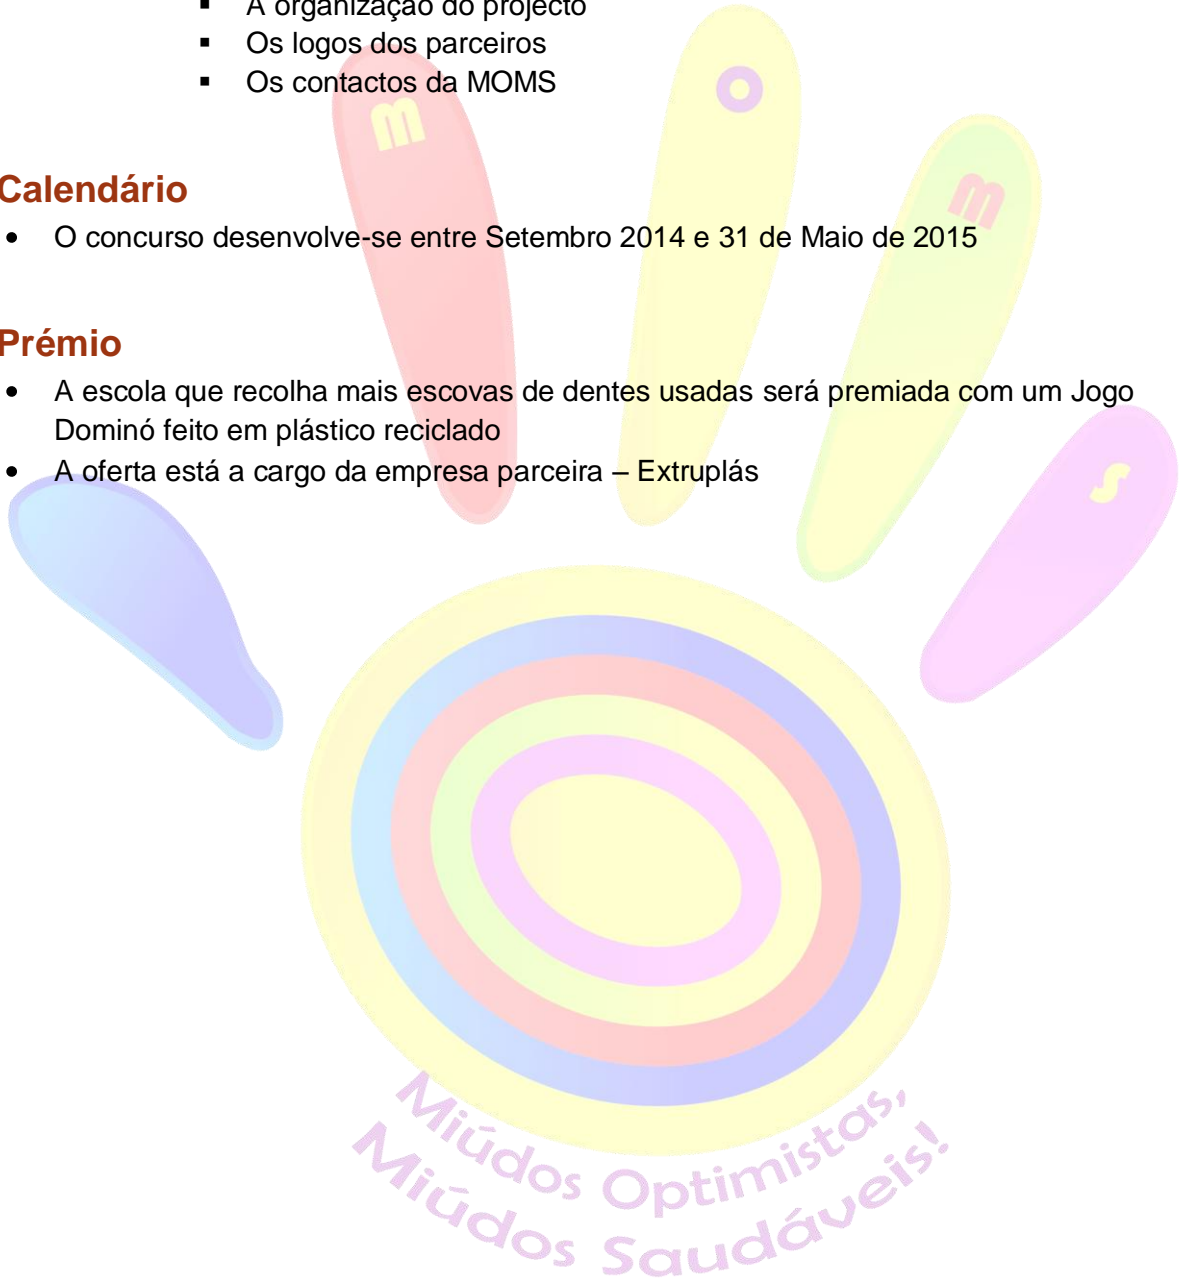 ▪ A organização do projecto
▪ Os logos dos parceiros
▪ Os contactos da MOMS
Calendário
• O concurso desenvolve-se entre Setembro 2014 e 31 de Maio de 2015
Prémio
• A escola que recolha mais escovas de dentes usadas será premiada com um Jogo
Dominó feito em plástico reciclado
• A oferta está a cargo da empresa parceira – Extruplás
m
O
m
s
Miúdos Optimistas,
Miúdos Saudáveis!